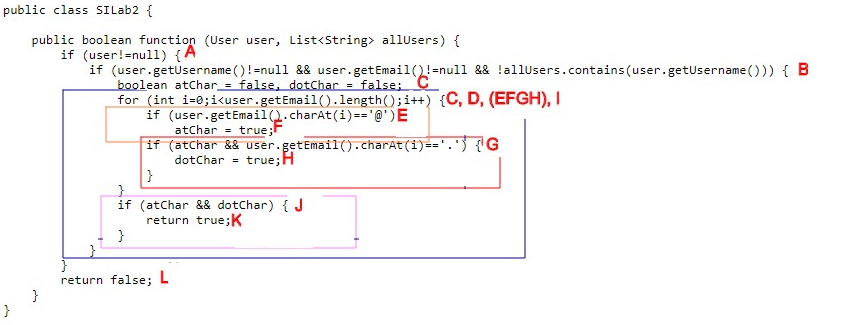 public class SILab2 {
public boolean function (User user, List<String> allUsers) {
if (user!=null) { A
if (user.getUsername()!=null && user.getEmail()!=null && !allUsers.contains(user.getUsername())) { B
boolean atChar = false, dotChar = false; C
for (int i=0;i<user.getEmail().length();i++) { C, D, (EFGH), I
if (user.getEmail().charAt(i)=='@') E
atChar = true; F
if (atChar && user.getEmail().charAt(i)=='.') { G
dotChar = true; H
}
}
if (atChar && dotChar) { J
return true; K
}
}
}
return false; L
}
}